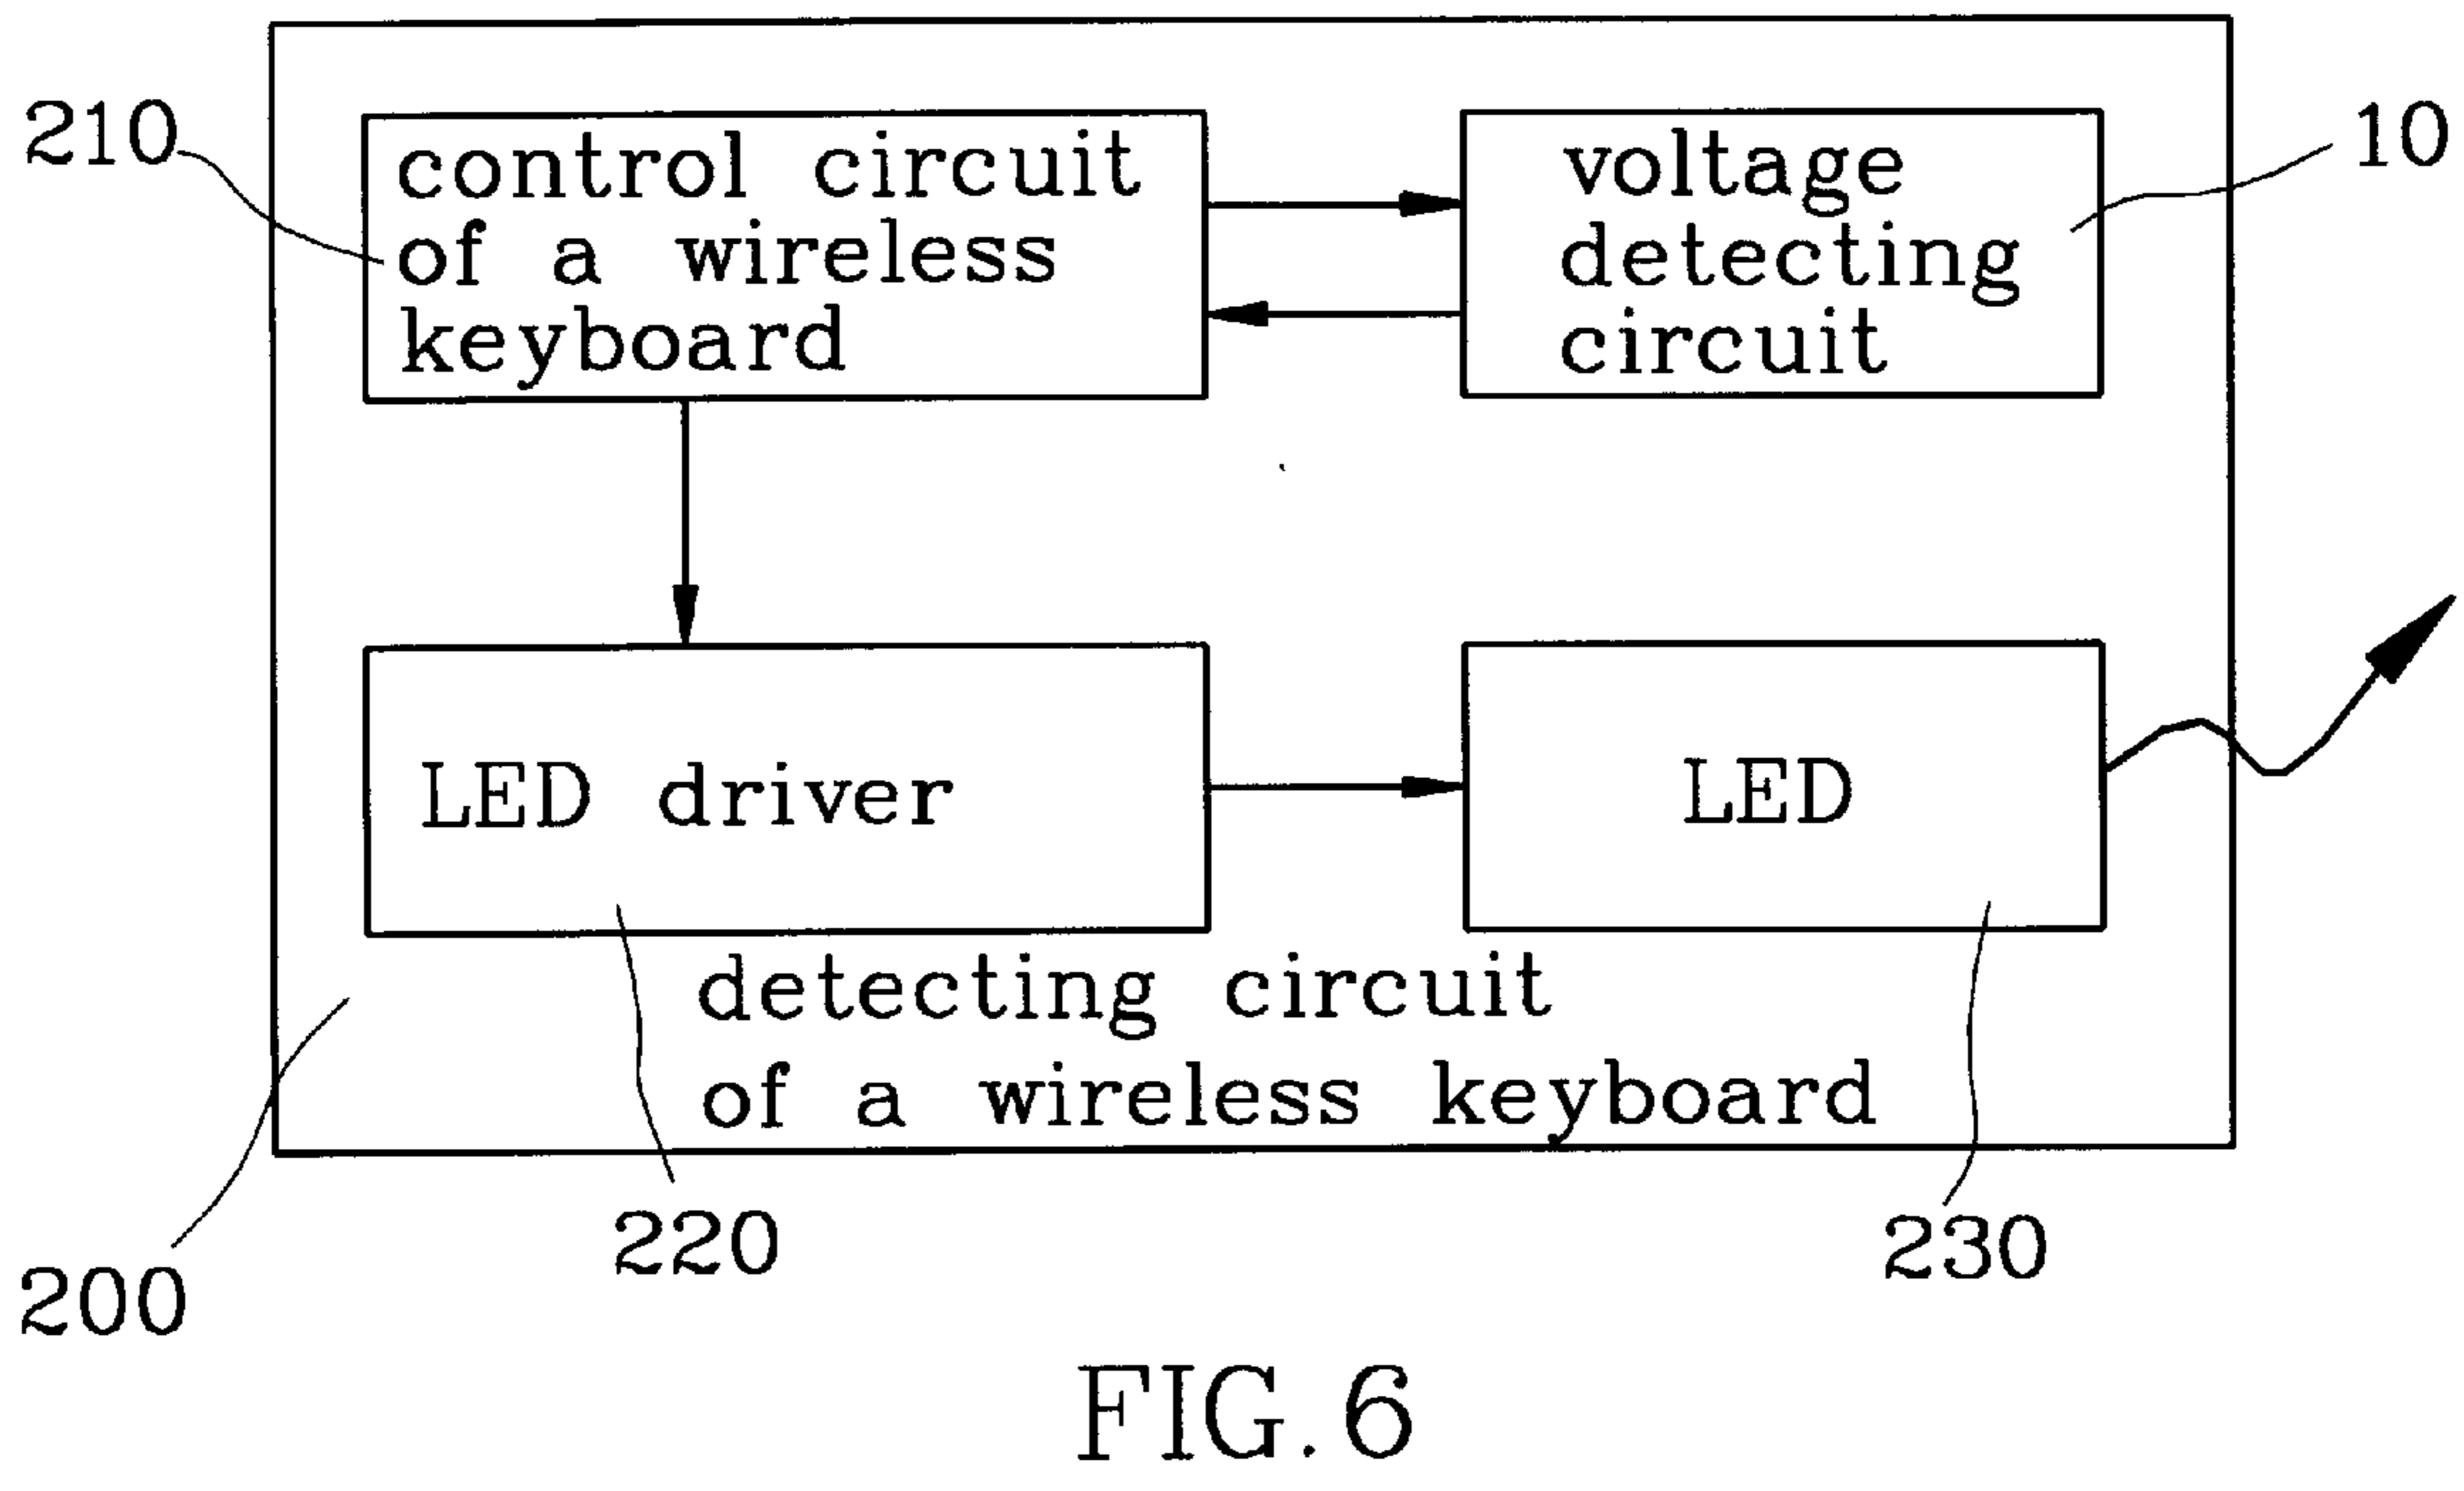 210
control circuit
of a wireless
keyboard
voltage
detecting
circuit
10
LED driver
LED
detecting circuit
of a wireless keyboard
200
220
230
FIG.6